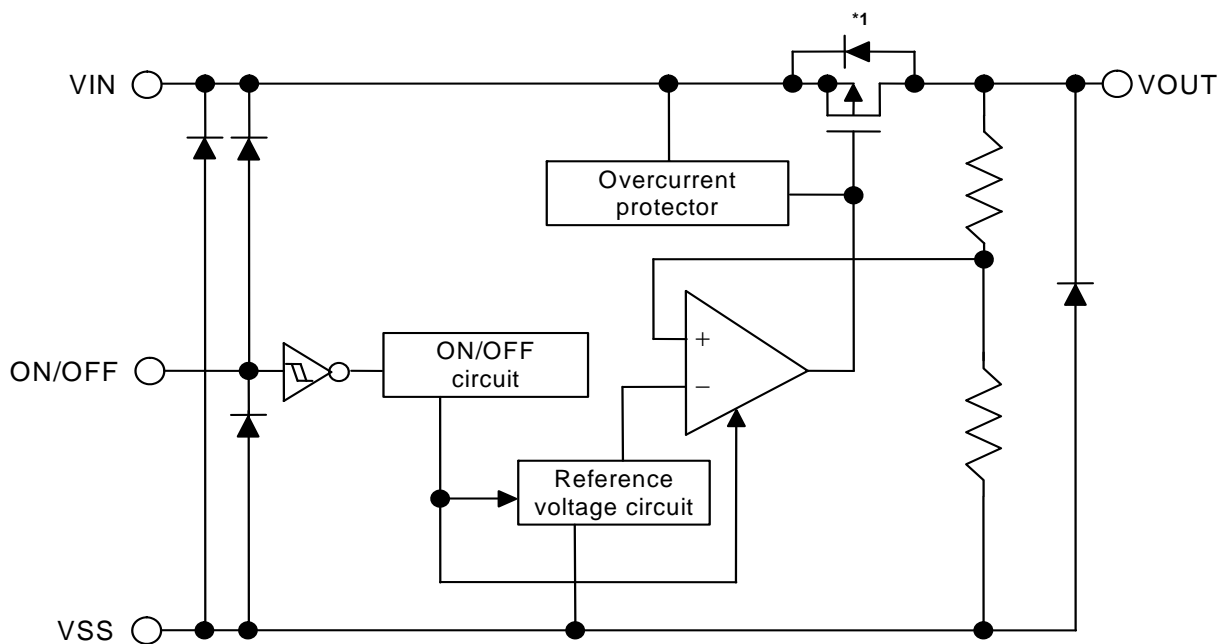 *1
VIN
VOUT
Overcurrent
protector
+
−
ON/OFF
ON/OFF
circuit
Reference
voltage circuit
VSS